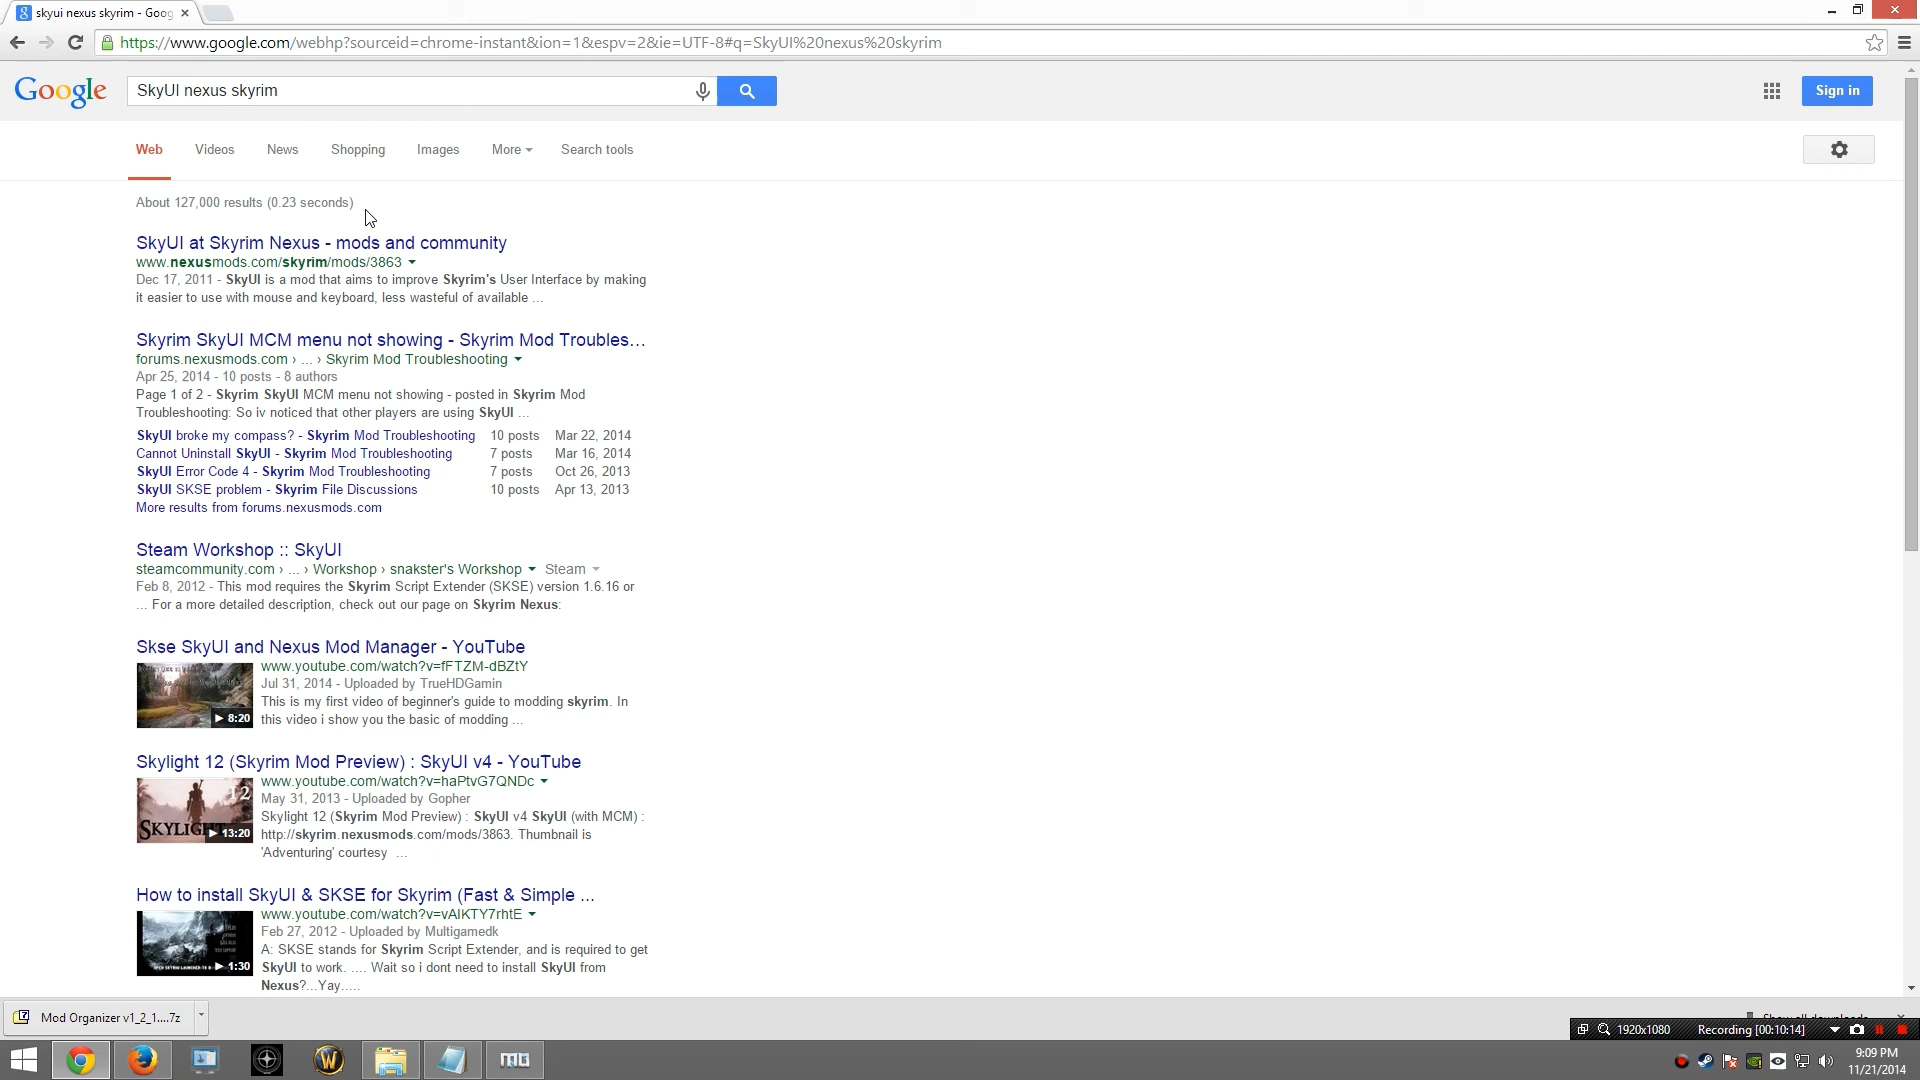 skyui nexus skyrim - Goog
https://www.google.com/webhp?sourceid=chrome-instant&ion=1&espv=2&ie=UTF-8#q=SkyUI%20nexus%20skyrim
Google
SkyUI nexus skyrim
Sign in
Web Videos News Shopping Images More Search tools
About 127,000 results (0.23 seconds)
SkyUI at Skyrim Nexus - mods and community
www.nexusmods.com/skyrim/mods/3863
Dec 17, 2011 - SkyUI is a mod that aims to improve Skyrim's User Interface by making
it easier to use with mouse and keyboard, less wasteful of available ...
Skyrim SkyUI MCM menu not showing - Skyrim Mod Troubles...
forums.nexusmods.com › ... › Skyrim Mod Troubleshooting
Apr 25, 2014 - 10 posts - 8 authors
Page 1 of 2 - Skyrim SkyUI MCM menu not showing - posted in Skyrim Mod
Troubleshooting: So iv noticed that other players are using SkyUI ...
SkyUI broke my compass? - Skyrim Mod Troubleshooting 10 posts Mar 22, 2014
Cannot Uninstall SkyUI - Skyrim Mod Troubleshooting 7 posts Mar 16, 2014
SkyUI Error Code 4 - Skyrim Mod Troubleshooting 7 posts Oct 26, 2013
SkyUI SKSE problem - Skyrim File Discussions 10 posts Apr 13, 2013
More results from forums.nexusmods.com
Steam Workshop :: SkyUI
steamcommunity.com › ... › Workshop › snakster's Workshop Steam
Feb 8, 2012 - This mod requires the Skyrim Script Extender (SKSE) version 1.6.16 or
... For a more detailed description, check out our page on Skyrim Nexus:
Skse SkyUI and Nexus Mod Manager - YouTube
www.youtube.com/watch?v=fFTZM-dBZtY
Jul 31, 2014 - Uploaded by TrueHDGamin
This is my first video of beginner's guide to modding skyrim. In
this video i show you the basic of modding ...
8:20
Skylight 12 (Skyrim Mod Preview) : SkyUI v4 - YouTube
www.youtube.com/watch?v=haPtvG7QNDc
May 31, 2013 - Uploaded by Gopher
Skylight 12 (Skyrim Mod Preview) : SkyUI v4 SkyUI (with MCM) :
http://skyrim.nexusmods.com/mods/3863. Thumbnail is
'Adventuring' courtesy ...
12
SKYLIGHT
13:20
How to install SkyUI & SKSE for Skyrim (Fast & Simple ...
www.youtube.com/watch?v=vAIKTY7rhtE
Feb 27, 2012 - Uploaded by Multigamedk
A: SKSE stands for Skyrim Script Extender, and is required to get
SkyUI to work. .... Wait so i dont need to install SkyUI from
Nexus?...Yay.....
1:30
Mod Organizer v1_2_1....7z
Show all downloads...
1920x1080 Recording [00:10:14]
9:09 PM
11/21/2014